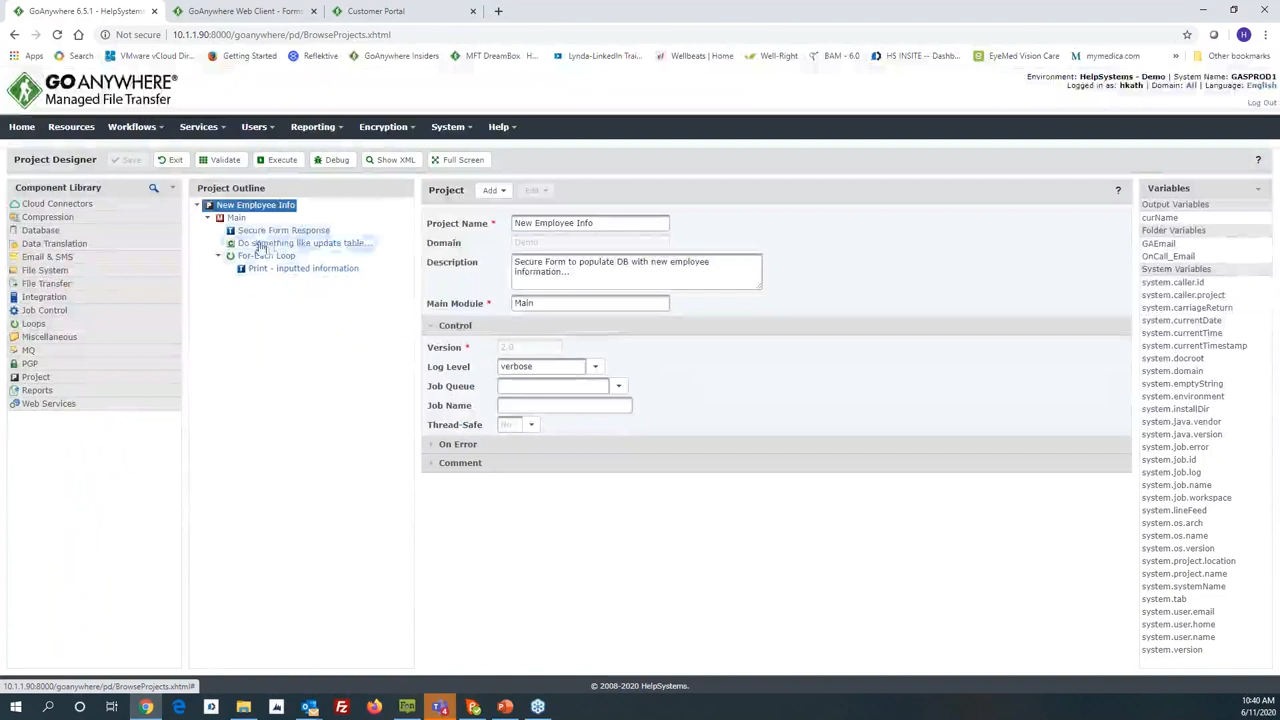 GoAnywhere 6.5.1 - HelpSystems
GoAnywhere Web Client - Forms
Customer Portal
Not secure | 10.1.1.90:8000/goanywhere/pd/BrowseProjects.xhtml
Apps
VMware vCloud Direc...
Getting Started
Reflektive
GoAnywhere Insiders
MFT DreamBox
Lynda-LinkedIn Trai...
Wellbeats | Home
Well-Right
BAM - 6.0
HS INSITE -- Dashb...
EyeMed Vision Care
mymedica.com
Other bookmarks
GO ANYWHERE®
Managed File Transfer
Environment: HelpSystems - Demo | System Name: GASPROD1
Logged in as: hkath | Domain: All | Language: English
Log Out
Home
Resources
Workflows
Services
Users
Reporting
Encryption
System
Help
Project Designer
Save
Exit
Validate
Execute
Debug
Show XML
Full Screen
?
Component Library
Cloud Connectors
Compression
Database
Data Translation
Email & SMS
File System
File Transfer
Integration
Job Control
Loops
Miscellaneous
MQ
PGP
Project
Reports
Web Services
Project Outline
New Employee Info
Main
Secure Form Response
Do something like update table...
For-Each Loop
Print - inputted information
Project
Add
Edit
?
Project Name *
New Employee Info
Domain
Demo
Description
Secure Form to populate DB with new employee
information...
Main Module *
Main
Control
Version *
2.0
Log Level
verbose
Job Queue
Job Name
Thread-Safe
No
On Error
Comment
Variables
Output Variables
curName
Folder Variables
GAEmail
OnCall_Email
System Variables
system.caller.id
system.caller.project
system.carriageReturn
system.currentDate
system.currentTime
system.currentTimestamp
system.docroot
system.domain
system.emptyString
system.environment
system.installDir
system.java.vendor
system.java.version
system.job.error
system.job.id
system.job.log
system.job.name
system.job.workspace
system.lineFeed
system.os.arch
system.os.name
system.os.version
system.project.location
system.project.name
system.systemName
system.tab
system.user.email
system.user.home
system.user.name
system.version
10.1.1.90:8000/goanywhere/pd/BrowseProjects.xhtml#
© 2008-2020 HelpSystems.
10:40 AM
6/11/2020